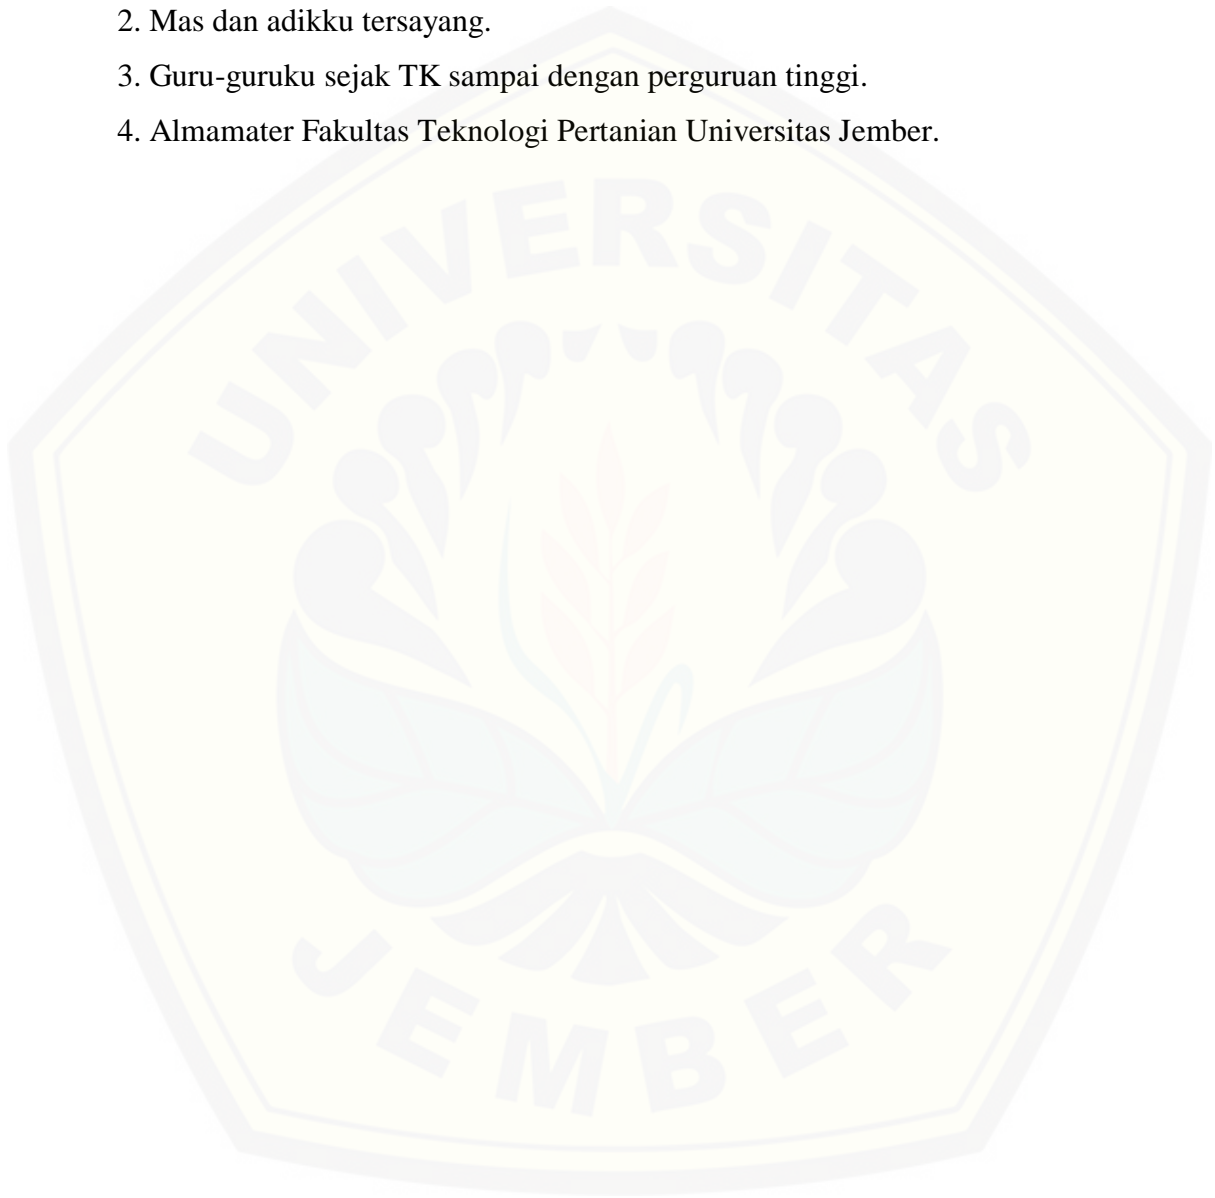 2. Mas dan adikku tersayang.
3. Guru-guruku sejak TK sampai dengan perguruan tinggi.
4. Almamater Fakultas Teknologi Pertanian Universitas Jember.
UNIVERSITAS
JEMBER